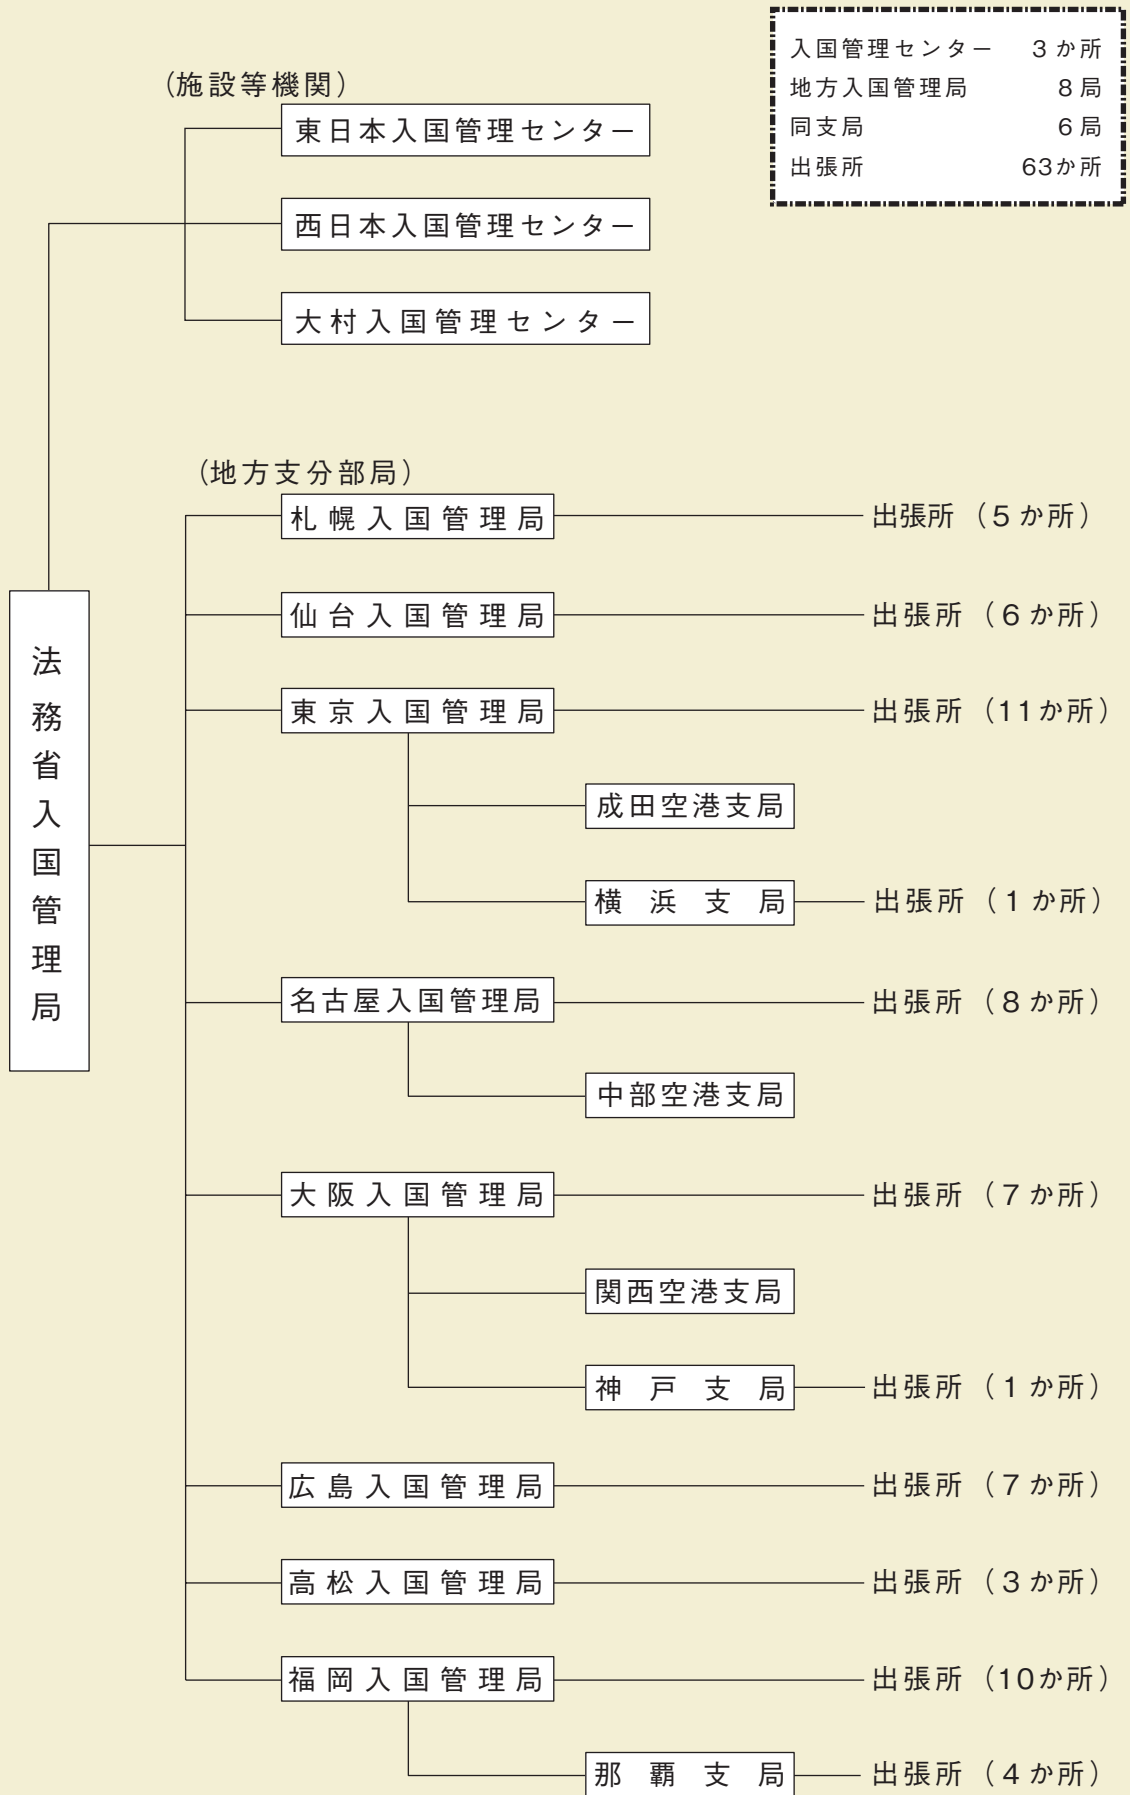 入国管理センター 3か所
地方入国管理局 8局
同支局 6局
出張所 63か所
（施設等機関）
東日本入国管理センター
西日本入国管理センター
大村入国管理センター
（地方支分部局）
法務省入国管理局
札幌入国管理局 出張所（5か所）
仙台入国管理局 出張所（6か所）
東京入国管理局 出張所（11か所）
成田空港支局
横浜支局 出張所（1か所）
名古屋入国管理局 出張所（8か所）
中部空港支局
大阪入国管理局 出張所（7か所）
関西空港支局
神戸支局 出張所（1か所）
広島入国管理局 出張所（7か所）
高松入国管理局 出張所（3か所）
福岡入国管理局 出張所（10か所）
那覇支局 出張所（4か所）